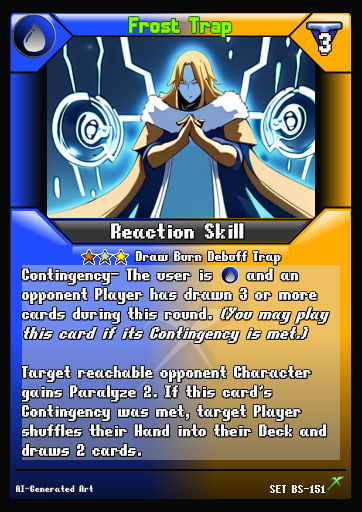 Frost Trap
3
Reaction Skill
Draw Burn Debuff Trap
Contingency- The user is and an
opponent Player has drawn 3 or more
cards during this round. (You may play
this card if its Contingency is met.)
Target reachable opponent Character
gains Paralyze 2. If this card's
Contingency was met, target Player
shuffles their Hand into their Deck and
draws 2 cards.
AI-Generated Art
SET BS-151